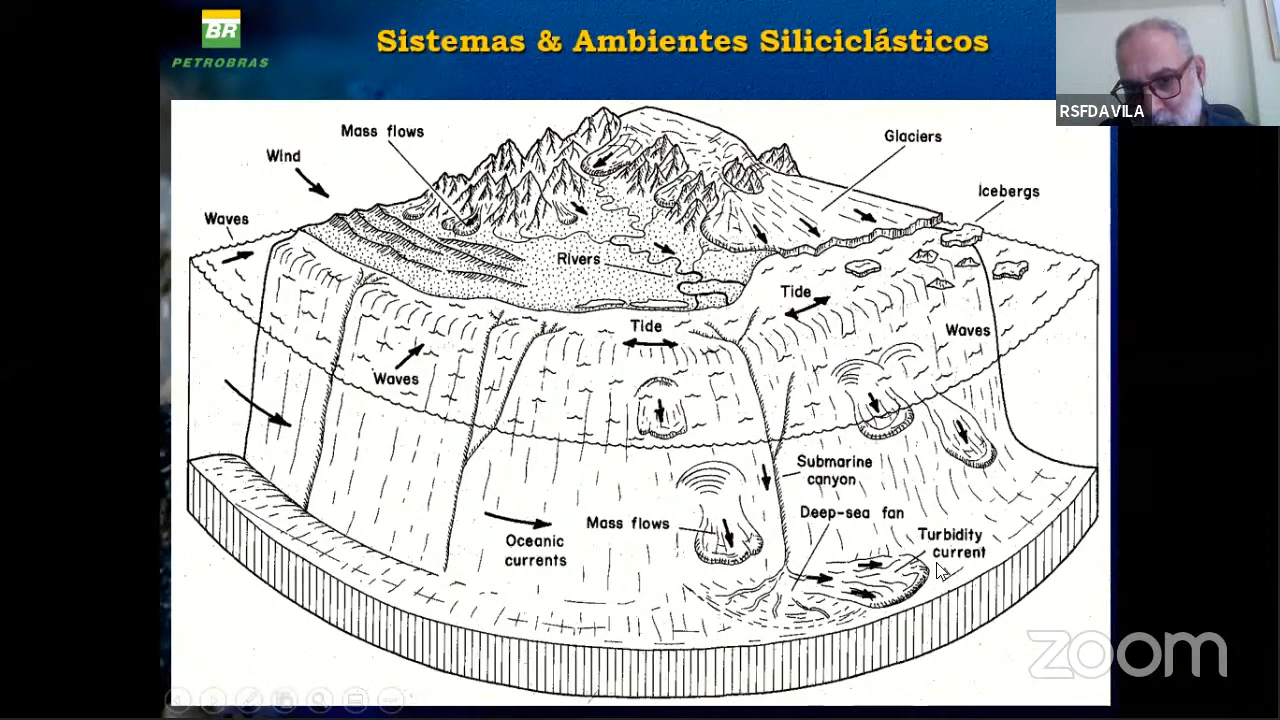 BR
PETROBRAS
Sistemas & Ambientes Siliciclásticos
RSFDAVILA
Mass flows
Wind
Waves
Glaciers
Icebergs
Rivers
Tide
Tide
Waves
Waves
Submarine
canyon
Deep-sea fan
Mass flows
Turbidity
current
Oceanic
currents
zoom